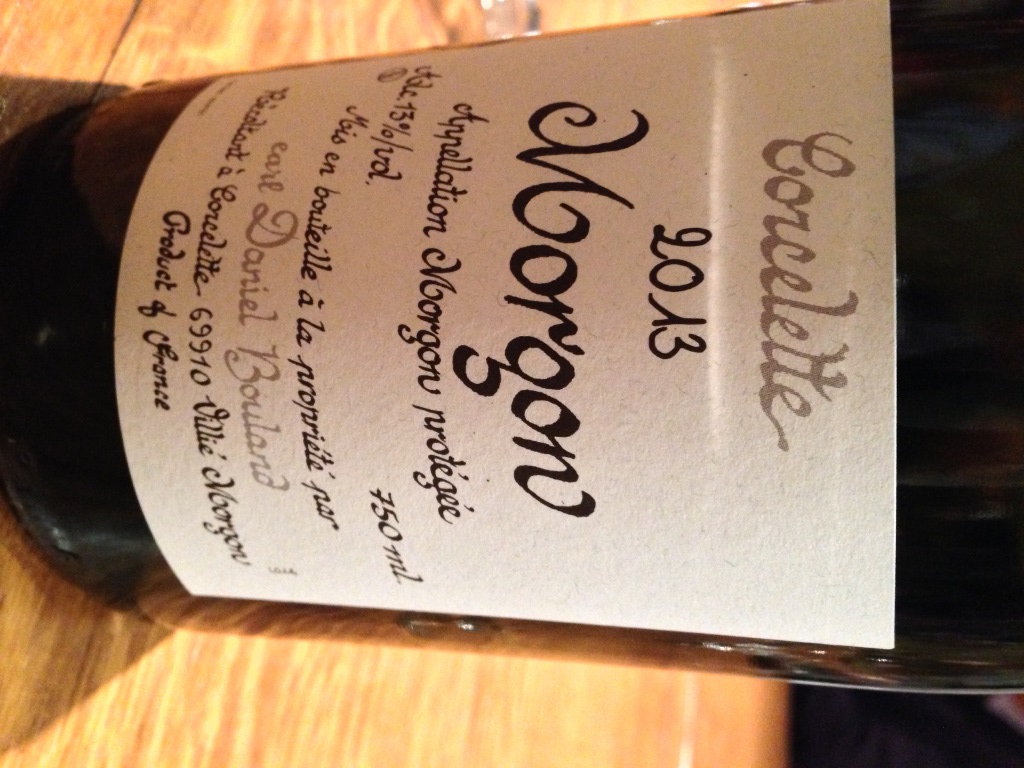 Corcelette
2013
Morgon
Appellation Morgon protégée
Alc. 13%/vol. 750 ml.
Mis en bouteille à la propriété par
earl Daniel Bouland
Récoltant à Corcelette 69910 Villié Morgon
Product of France